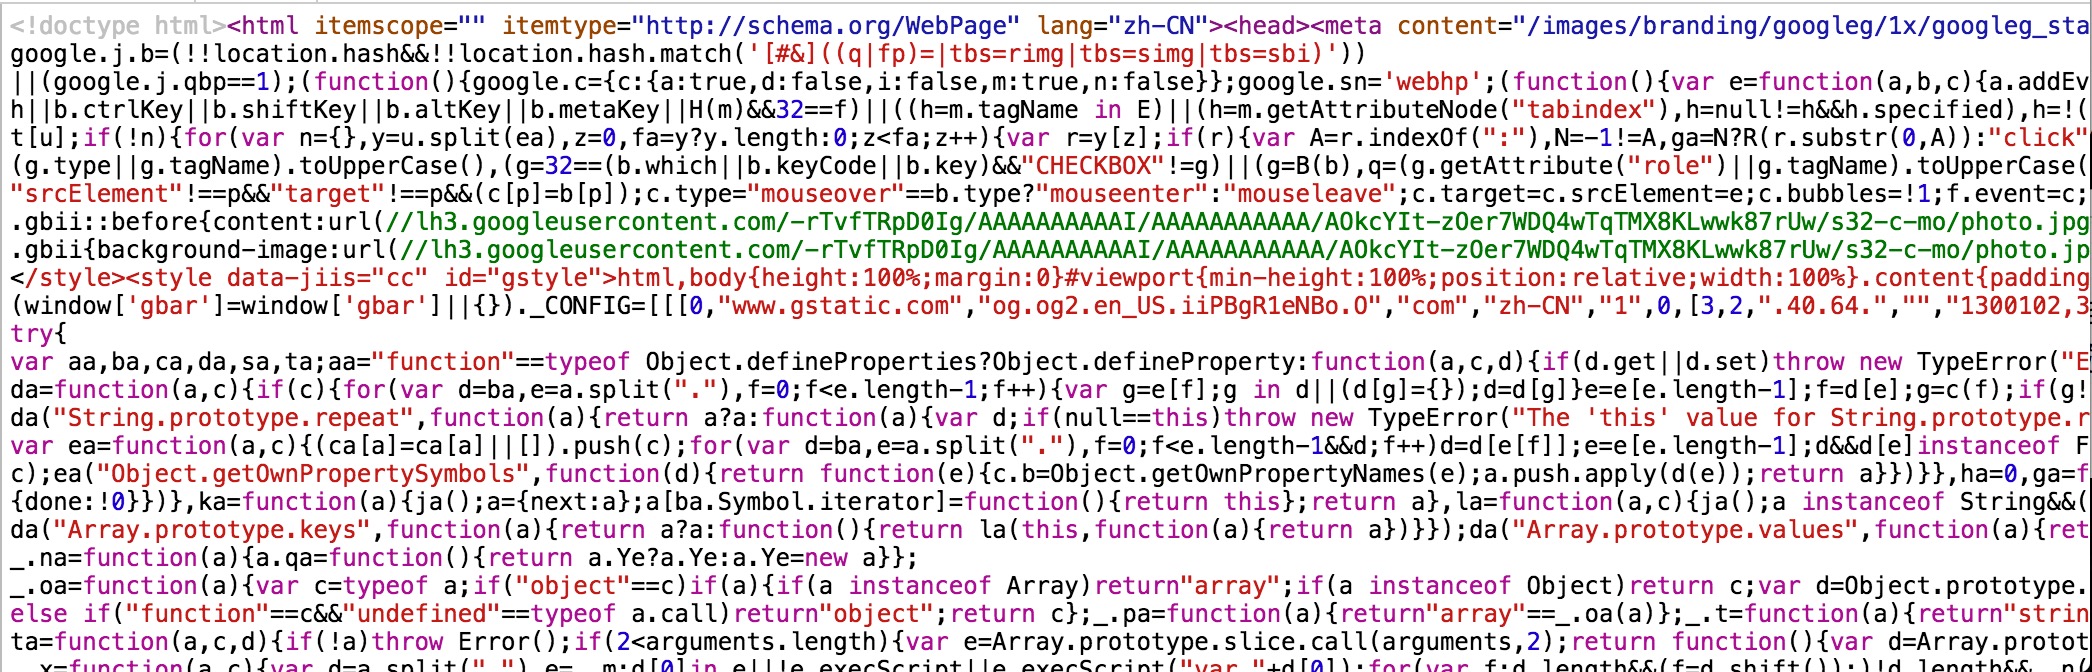 <!doctype html><html itemscope="" itemtype="http://schema.org/WebPage" lang="zh-CN"><head><meta content="/images/branding/googleg/1x/googleg_sta
google.j.b=(!!location.hash&&!!location.hash.match('[#&]((q|fp)=|tbs=rimg|tbs=simg|tbs=sbi)'))
||(google.j.qbp==1);(function(){google.c={c:{a:true,d:false,i:false,m:true,n:false}};google.sn='webhp';(function(){var e=function(a,b,c){a.addEv
h||b.ctrlKey||b.shiftKey||b.altKey||b.metaKey||H(m)&&32==f)||((h=m.tagName in E)||(h=m.getAttributeNode("tabindex"),h=null!=h&&h.specified),h=!(
t[u];if(!n){for(var n={},y=u.split(ea),z=0,fa=y?y.length:0;z<fa;z++){var r=y[z];if(r){var A=r.indexOf(":"),N=-1!=A,ga=N?R(r.substr(0,A)):"click"
(g.type||g.tagName).toUpperCase(),(g=32==(b.which||b.keyCode||b.key)&&"CHECKBOX"!=g)||(g=B(b),q=(g.getAttribute("role")||g.tagName).toUpperCase(
"srcElement"!==p&&"target"!==p&&(c[p]=b[p]);c.type="mouseover"==b.type?"mouseenter":"mouseleave";c.target=c.srcElement=e;c.bubbles=!1;f.event=c;
.gbii::before{content:url(//lh3.googleusercontent.com/-rTvfTRpD0Ig/AAAAAAAAAAI/AAAAAAAAAAA/AOkcYIt-zOer7WDQ4wTqTMX8KLwwk87rUw/s32-c-mo/photo.jpg
.gbii{background-image:url(//lh3.googleusercontent.com/-rTvfTRpD0Ig/AAAAAAAAAAI/AAAAAAAAAAA/AOkcYIt-zOer7WDQ4wTqTMX8KLwwk87rUw/s32-c-mo/photo.jp
</style><style data-jiis="cc" id="gstyle">html,body{height:100%;margin:0}#viewport{min-height:100%;position:relative;width:100%}.content{padding
(window['gbar']=window['gbar']||{})._CONFIG=[[[0,"www.gstatic.com","og.og2.en_US.iiPBgR1eNBo.O","com","zh-CN","1",0,[3,2,".40.64.","","1300102,3
try{
var aa,ba,ca,da,sa,ta;aa="function"==typeof Object.defineProperties?Object.defineProperty:function(a,c,d){if(d.get||d.set)throw new TypeError("E
da=function(a,c){if(c){for(var d=ba,e=a.split("."),f=0;f<e.length-1;f++){var g=e[f];g in d||(d[g]={});d=d[g]}e=e[e.length-1];f=d[e];g=c(f);if(g!
da("String.prototype.repeat",function(a){return a?a:function(a){var d;if(null==this)throw new TypeError("The 'this' value for String.prototype.r
var ea=function(a,c){(ca[a]=ca[a]||[]).push(c);for(var d=ba,e=a.split("."),f=0;f<e.length-1&&d;f++)d=d[e[f]];e=e[e.length-1];d&&d[e]instanceof F
c);ea("Object.getOwnPropertySymbols",function(d){return function(e){c.b=Object.getOwnPropertyNames(e);a.push.apply(d(e));return a}})}},ha=0,ga=f
{done:!0}})},ka=function(a){ja();a={next:a};a[ba.Symbol.iterator]=function(){return this};return a},la=function(a,c){ja();a instanceof String&&(
da("Array.prototype.keys",function(a){return a?a:function(){return la(this,function(a){return a})}});da("Array.prototype.values",function(a){ret
_.na=function(a){a.qa=function(){return a.Ye?a.Ye:a.Ye=new a}};
_.oa=function(a){var c=typeof a;if("object"==c)if(a){if(a instanceof Array)return"array";if(a instanceof Object)return c;var d=Object.prototype.
else if("function"==c&&"undefined"==typeof a.call)return"object";return c};_.pa=function(a){return"array"==_.oa(a)};_.t=function(a){return"strin
ta=function(a,c,d){if(!a)throw Error();if(2<arguments.length){var e=Array.prototype.slice.call(arguments,2);return function(){var d=Array.protot
_.x=function(a,c){var d=a.split("."),e=